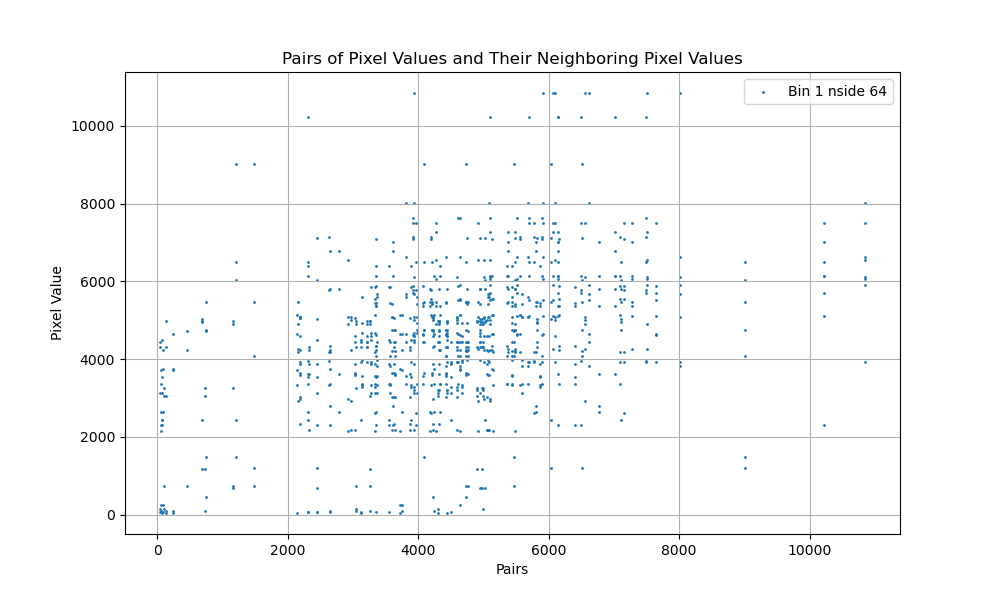 Pairs of Pixel Values and Their Neighboring Pixel Values
Bin 1 nside 64
10000
8000
6000
4000
2000
0
Pixel Value
0 2000 4000 6000 8000 10000
Pairs